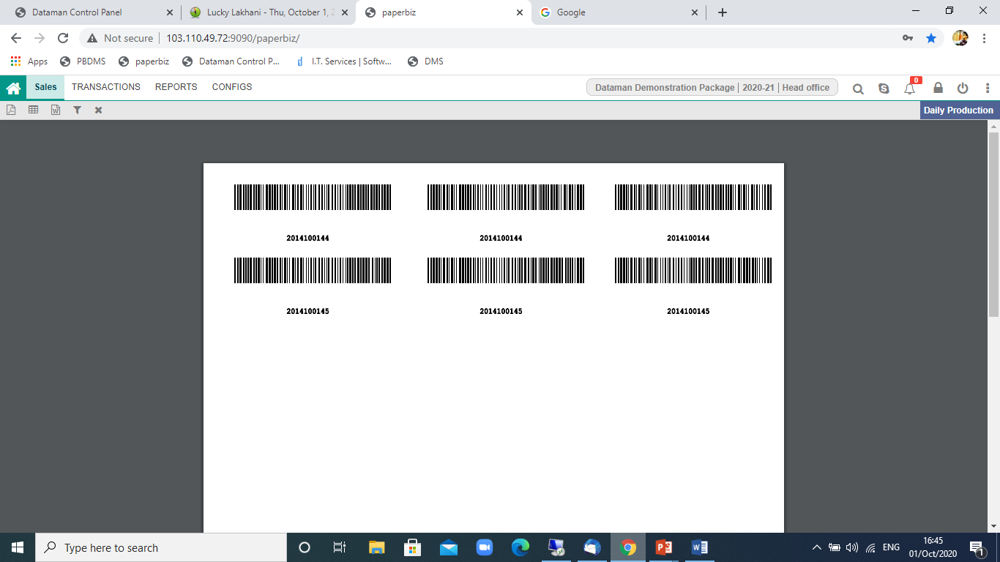 Dataman Control Panel
Lucky Lakhani - Thu, October 1, 2
paperbiz
Google
Not secure
103.110.49.72:9090/paperbiz/
Apps
PBDMS
paperbiz
Dataman Control P...
I.T. Services | Softw...
DMS
Sales
TRANSACTIONS
REPORTS
CONFIGS
Dataman Demonstration Package | 2020-21 | Head office
0
Daily Production
2014100144 2014100144 2014100144
2014100145 2014100145 2014100145
Type here to search
ENG
16:45
01/Oct/2020
1